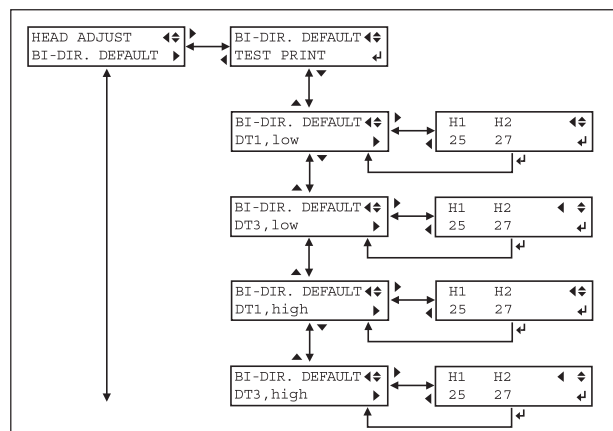 HEAD ADJUST ◀◆
BI-DIR. DEFAULT ▶
BI-DIR. DEFAULT ◀◆
TEST PRINT ↵
BI-DIR. DEFAULT ◀◆
DT1,low ▶
H1 H2 ◀◆
25 27 ↵
BI-DIR. DEFAULT ◀◆
DT3,low ▶
H1 H2 ◀ ◆
25 27 ↵
BI-DIR. DEFAULT ◀◆
DT1,high ▶
H1 H2 ◀◆
25 27 ↵
BI-DIR. DEFAULT ◀◆
DT3,high ▶
H1 H2 ◀ ◆
25 27 ↵